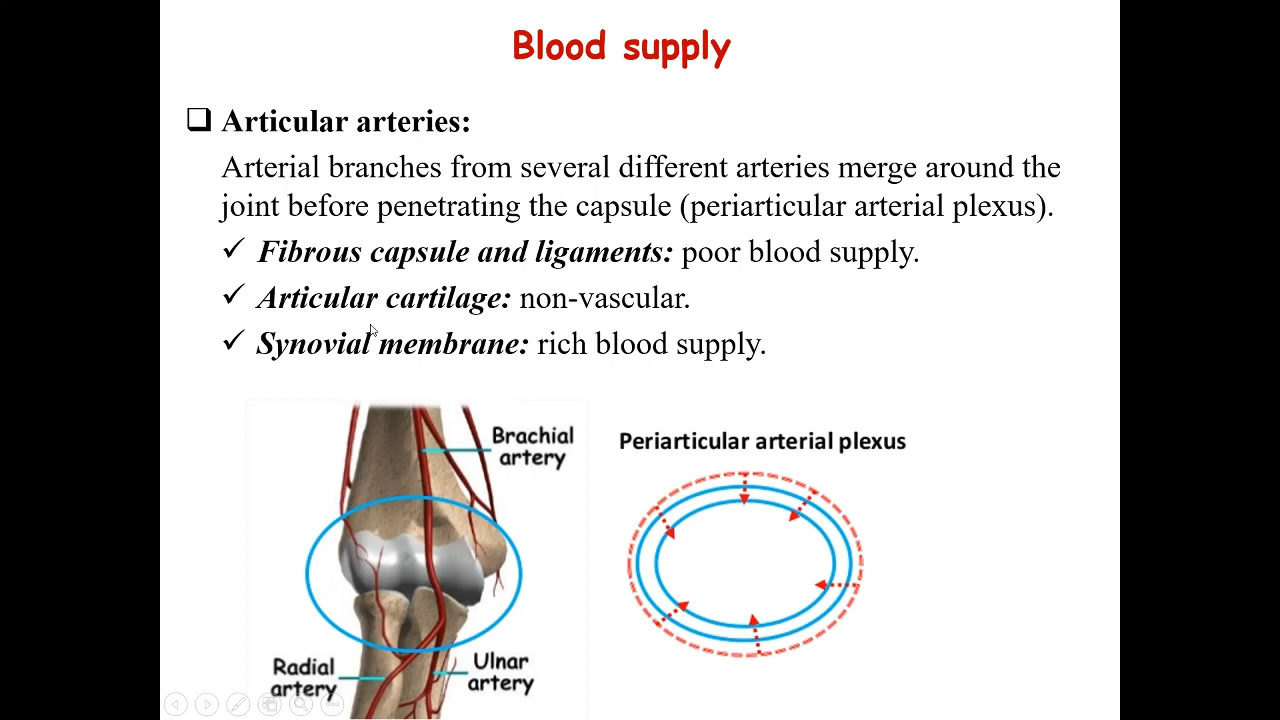 Blood supply
Articular arteries:
Arterial branches from several different arteries merge around the
joint before penetrating the capsule (periarticular arterial plexus).
Fibrous capsule and ligaments: poor blood supply.
Articular cartilage: non-vascular.
Synovial membrane: rich blood supply.
Brachial
artery
Periarticular arterial plexus
Radial
artery
Ulnar
artery